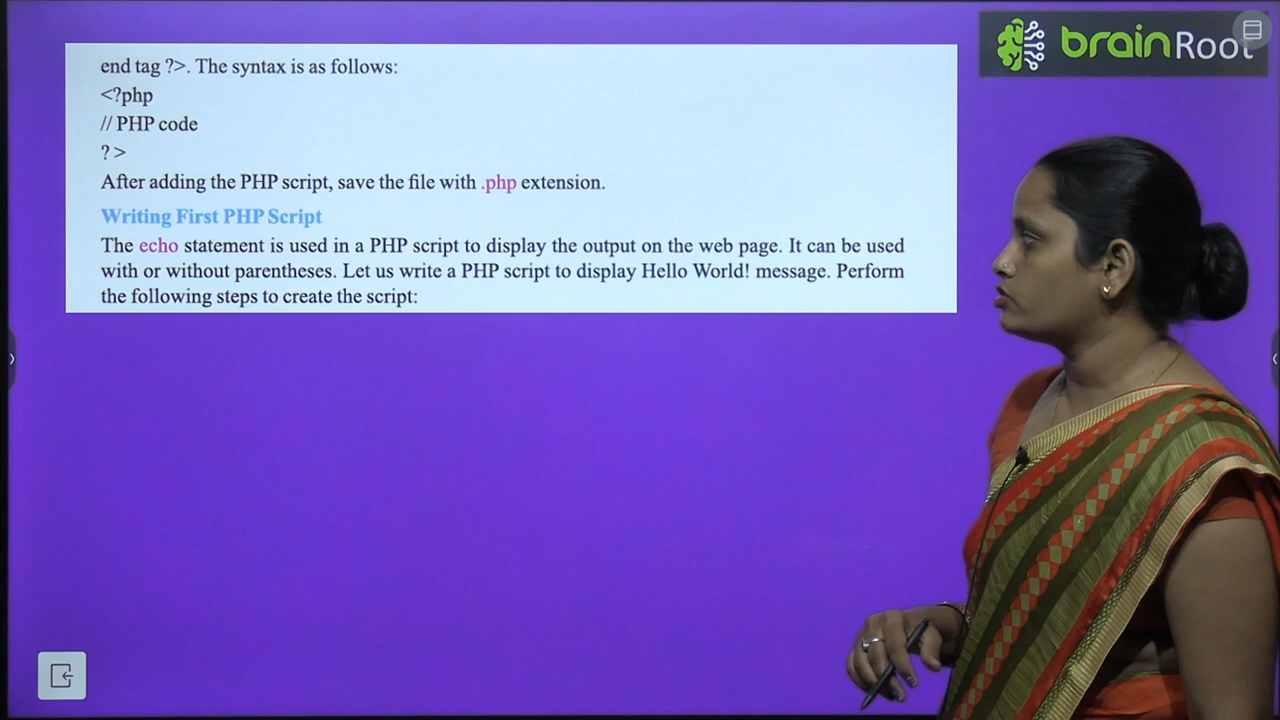 brainRoot
end tag ?>. The syntax is as follows:
<?php
// PHP code
? >
After adding the PHP script, save the file with .php extension.
Writing First PHP Script
The echo statement is used in a PHP script to display the output on the web page. It can be used
with or without parentheses. Let us write a PHP script to display Hello World! message. Perform
the following steps to create the script: